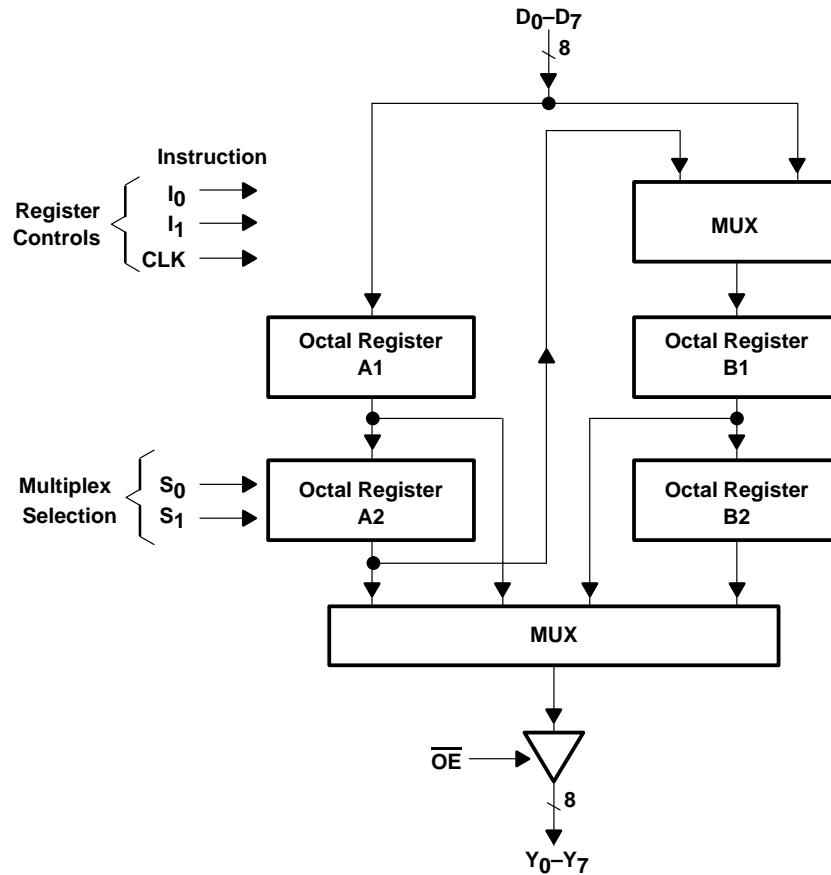 D0–D7
8
Instruction
Register
Controls
I0
I1
CLK
MUX
Octal Register
A1
Octal Register
B1
Multiplex
Selection
S0
S1
Octal Register
A2
Octal Register
B2
MUX
OE
8
Y0–Y7